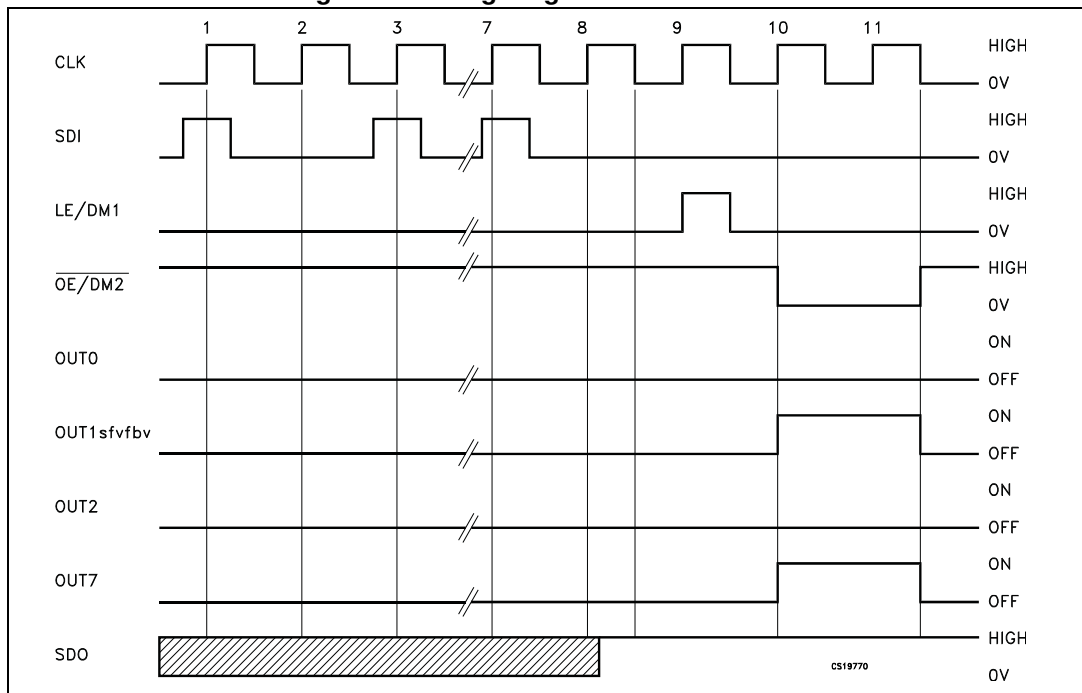 1 2 3 7 8 9 10 11
CLK
HIGH
0V
SDI
HIGH
0V
LE/DM1
HIGH
0V
OE/DM2
HIGH
0V
OUT0
ON
OFF
OUT1sfvfbv
ON
OFF
OUT2
ON
OFF
OUT7
ON
OFF
SDO
HIGH
0V
CS19770